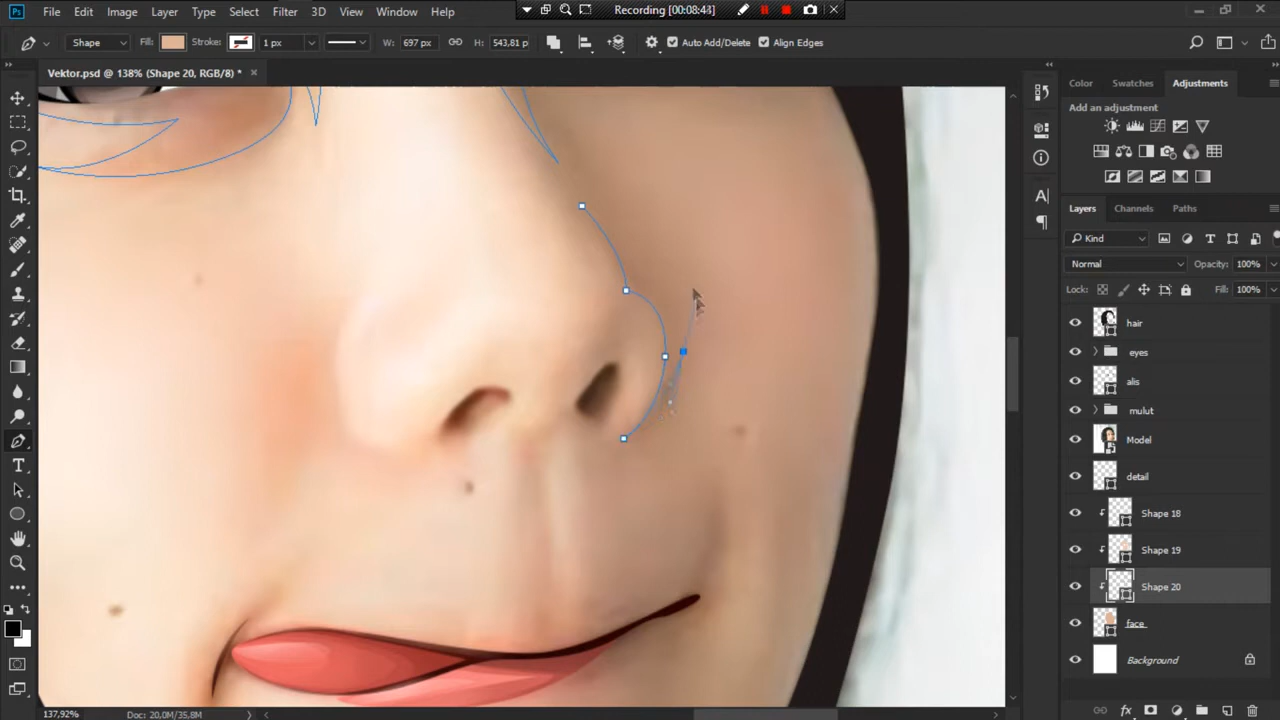 Ps File Edit Image Layer Type Select Filter 3D View Window Help
Recording [00:08:43]
Shape Fill: Stroke: 1 px W: 697 px H: 543,81 p Auto Add/Delete Align Edges
Vektor.psd @ 138% (Shape 20, RGB/8) *
Color Swatches Adjustments
Add an adjustment
Layers Channels Paths
Kind
Normal Opacity: 100%
Lock: Fill: 100%
hair
eyes
alis
mulut
Model
detail
Shape 18
Shape 19
Shape 20
face
Background
137,92% Doc: 20,0M/35,8M